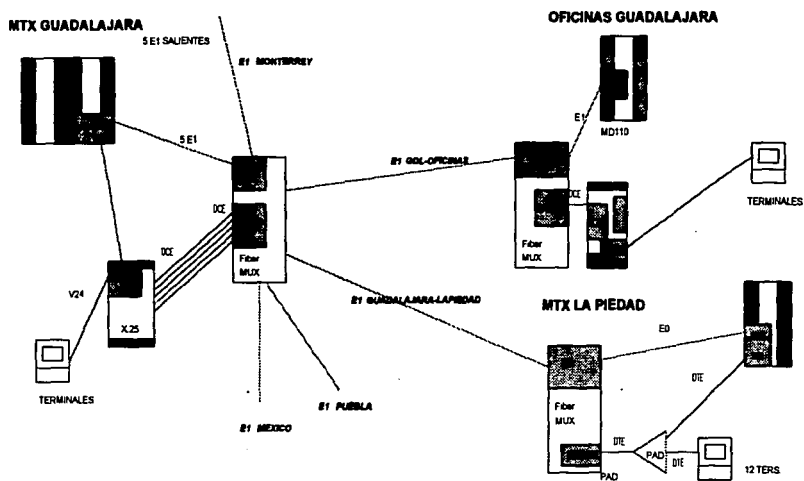 MTX GUADALAJARA
5 E1 SALIENTES
E1 MONTERREY
OFICINAS GUADALAJARA
5 E1
E1
MD110
E1 GDL-OFICINAS
DCE
TERMINALES
DCE
DCE
Fiber
MUX
Fiber
MUX
V24
X.25
E1 GUADALAJARA-LAPIEDAD
MTX LA PIEDAD
E0
TERMINALES
E1 PUEBLA
E1 MEXICO
DTE
Fiber
MUX
DTE
PAD
DTE
12 TERS.
PAD